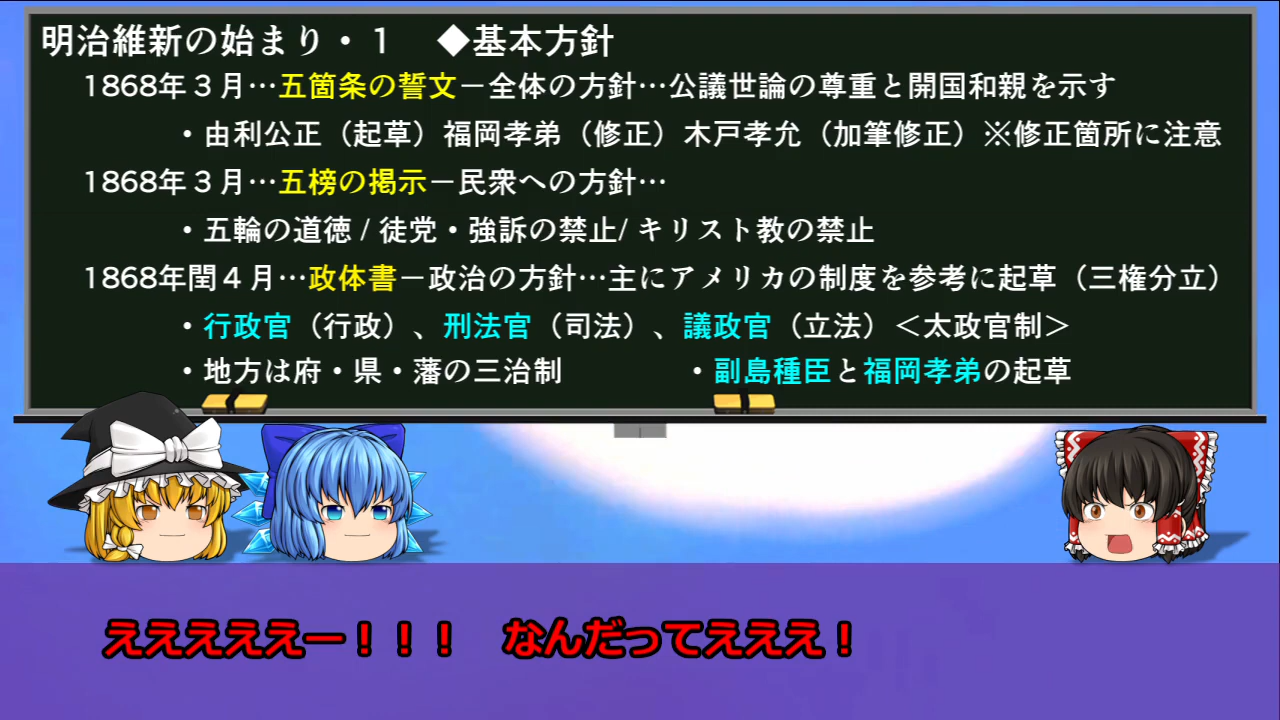 明治維新の始まり・１　◆基本方針
1868年３月…五箇条の誓文－全体の方針…公議世論の尊重と開国和親を示す
・由利公正（起草）福岡孝弟（修正）木戸孝允（加筆修正）※修正箇所に注意
1868年３月…五榜の掲示－民衆への方針…
・五輪の道徳 / 徒党・強訴の禁止/ キリスト教の禁止
1868年閏４月…政体書－政治の方針…主にアメリカの制度を参考に起草（三権分立）
・行政官（行政）、刑法官（司法）、議政官（立法）＜太政官制＞
・地方は府・県・藩の三治制　　　　・副島種臣と福岡孝弟の起草
えええええー！！！　なんだってえええ！